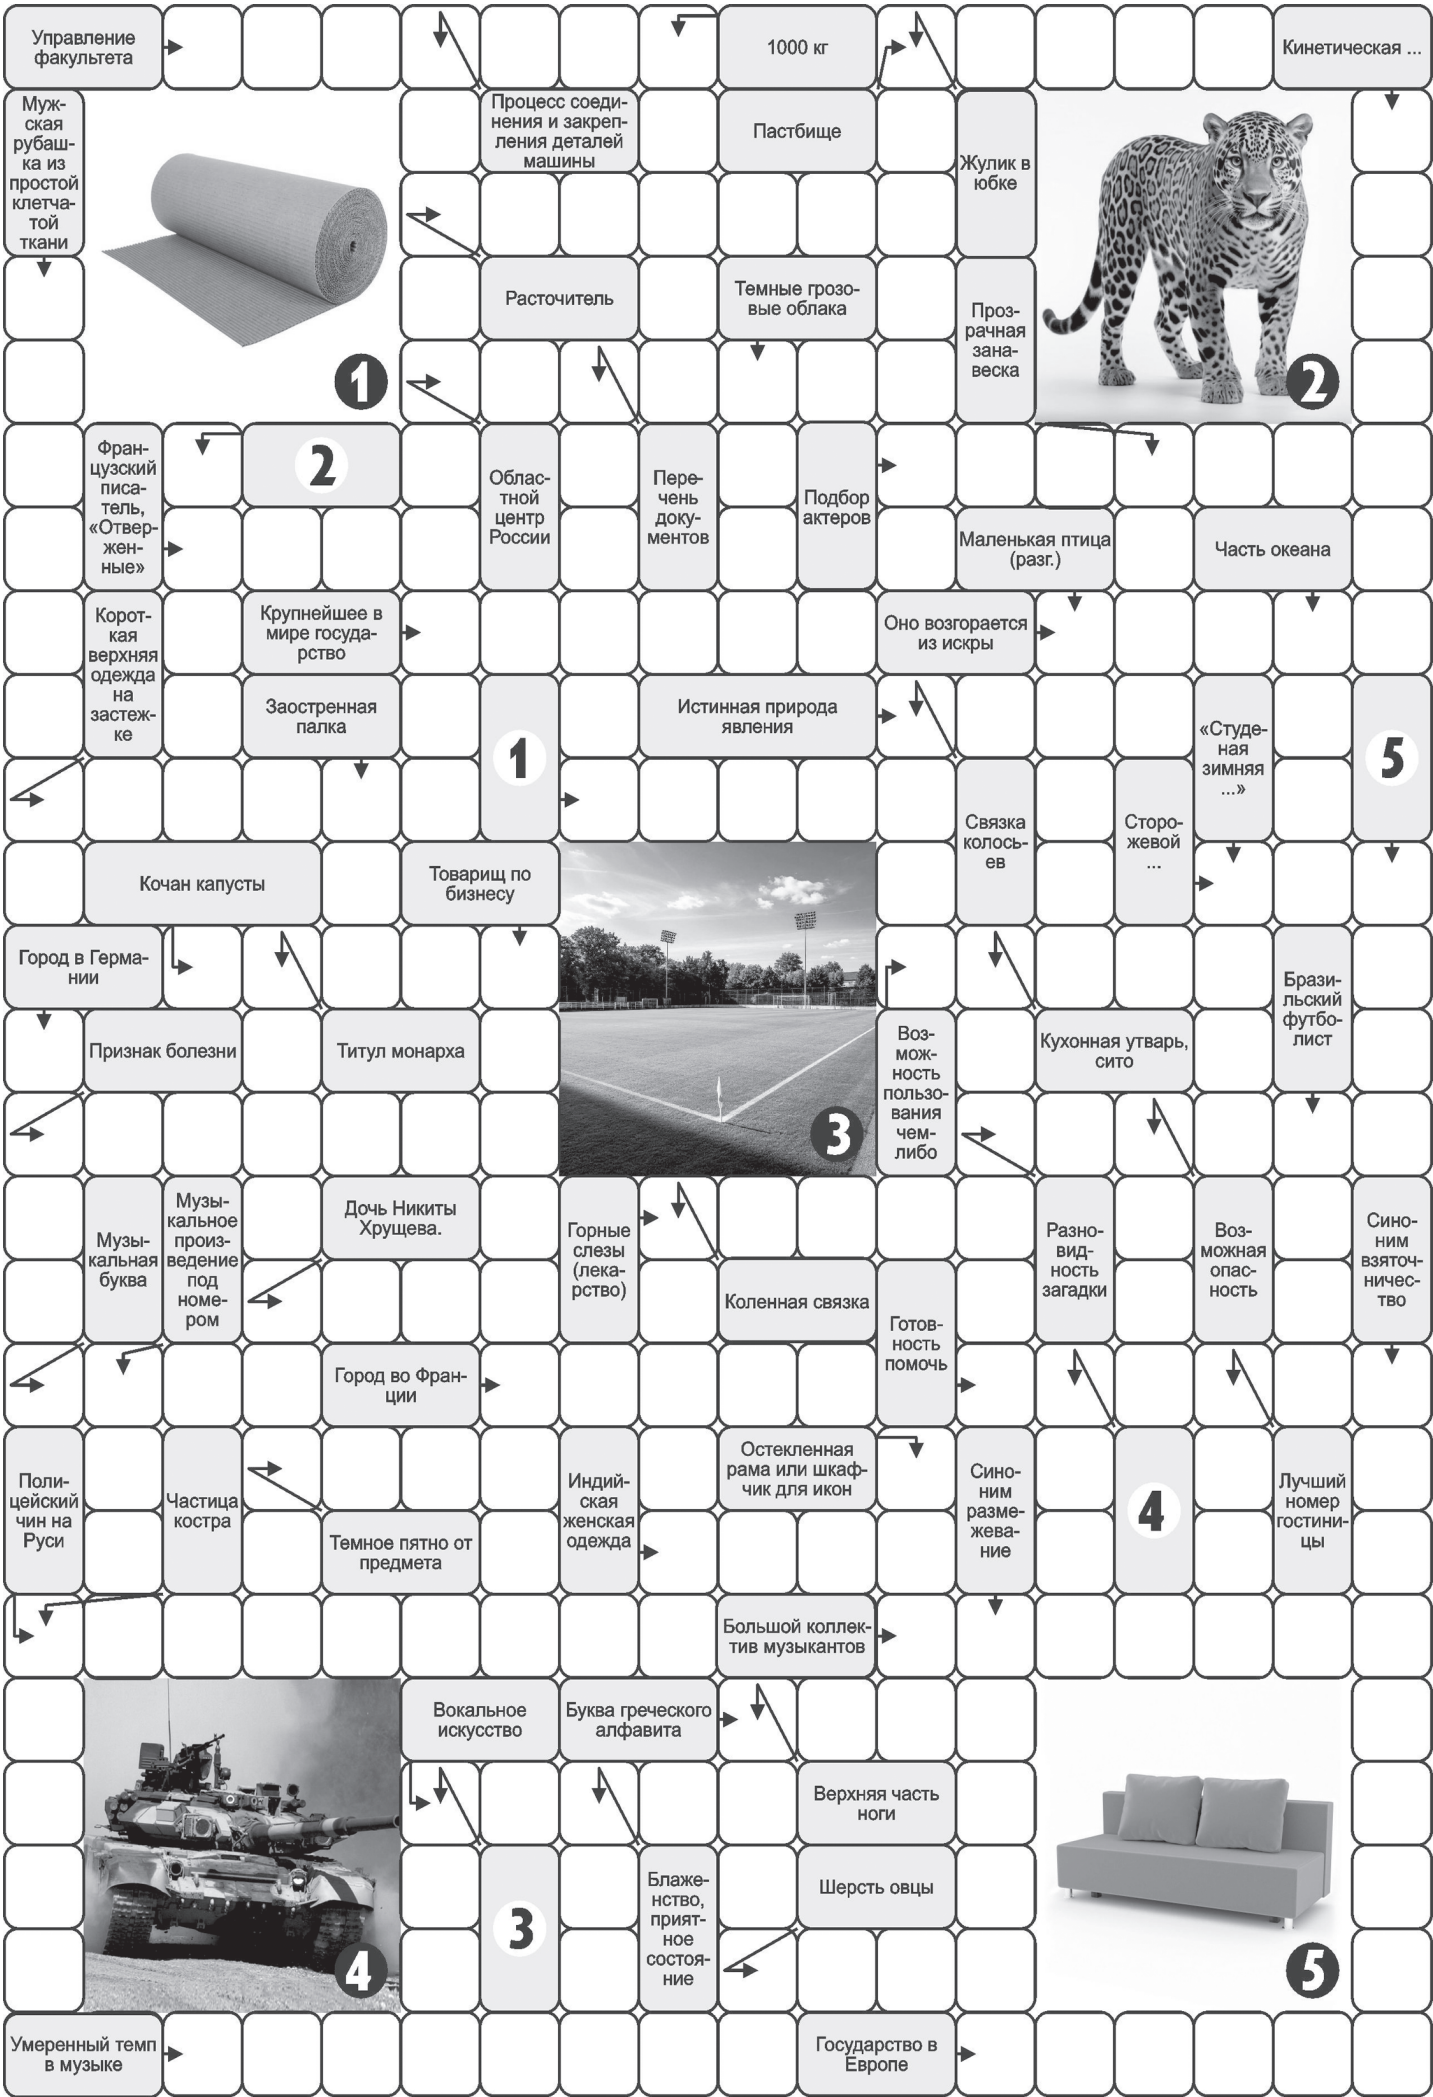 Управление
факультета
1000 кг
Кинетическая ...
Муж-
ская
рубаш-
ка из
простой
клетча-
той
ткани
Процесс соеди-
нения и закреп-
ления деталей
машины
Пастбище
Жулик в
юбке
Расточитель
Темные грозо-
вые облака
Проз-
рачная
зана-
веска
1
2
Фран-
цузский
писа-
тель,
«Отвер-
жен-
ные»
2
Облас-
тной
центр
России
Пере-
чень
доку-
ментов
Подбор
актеров
Маленькая птица
(разг.)
Часть океана
Корот-
кая
верхняя
одежда
на
застеж-
ке
Крупнейшее в
мире госуда-
рство
Оно возгорается
из искры
Заостренная
палка
1
Истинная природа
явления
«Студе-
ная
зимняя
...»
5
Связка
колось-
ев
Сторо-
жевой
...
Кочан капусты
Товарищ по
бизнесу
Город в Герма-
нии
Брази-
льский
футбо-
лист
Признак болезни
Титул монарха
Воз-
мож-
ность
пользо-
вания
чем-
либо
Кухонная утварь,
сито
3
Музы-
кальная
буква
Музы-
кальное
произ-
ведение
под
номе-
ром
Дочь Никиты
Хрущева.
Горные
слезы
(лека-
рство)
Разно-
вид-
ность
загадки
Воз-
можная
опас-
ность
Сино-
ним
взяточ-
ничес-
тво
Коленная связка
Готов-
ность
помочь
Город во Фран-
ции
Поли-
цейский
чин на
Руси
Частица
костра
Индий-
ская
женская
одежда
Остекленная
рама или шкаф-
чик для икон
Сино-
ним
разме-
жева-
ние
4
Лучший
номер
гостини-
цы
Темное пятно от
предмета
Большой коллек-
тив музыкантов
Вокальное
искусство
Буква греческого
алфавита
Верхняя часть
ноги
3
Блаже-
нство,
прият-
ное
состоя-
ние
Шерсть овцы
4
5
Умеренный темп
в музыке
Государство в
Европе